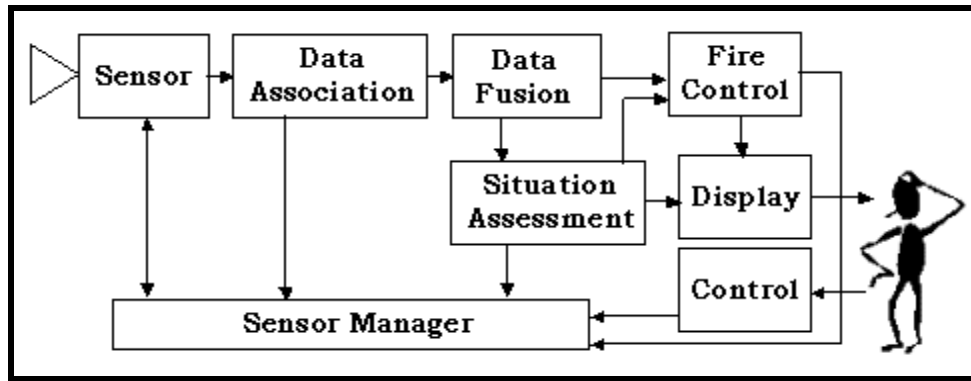 Sensor
Data
Association
Data
Fusion
Fire
Control
Situation
Assessment
Display
Control
Sensor Manager